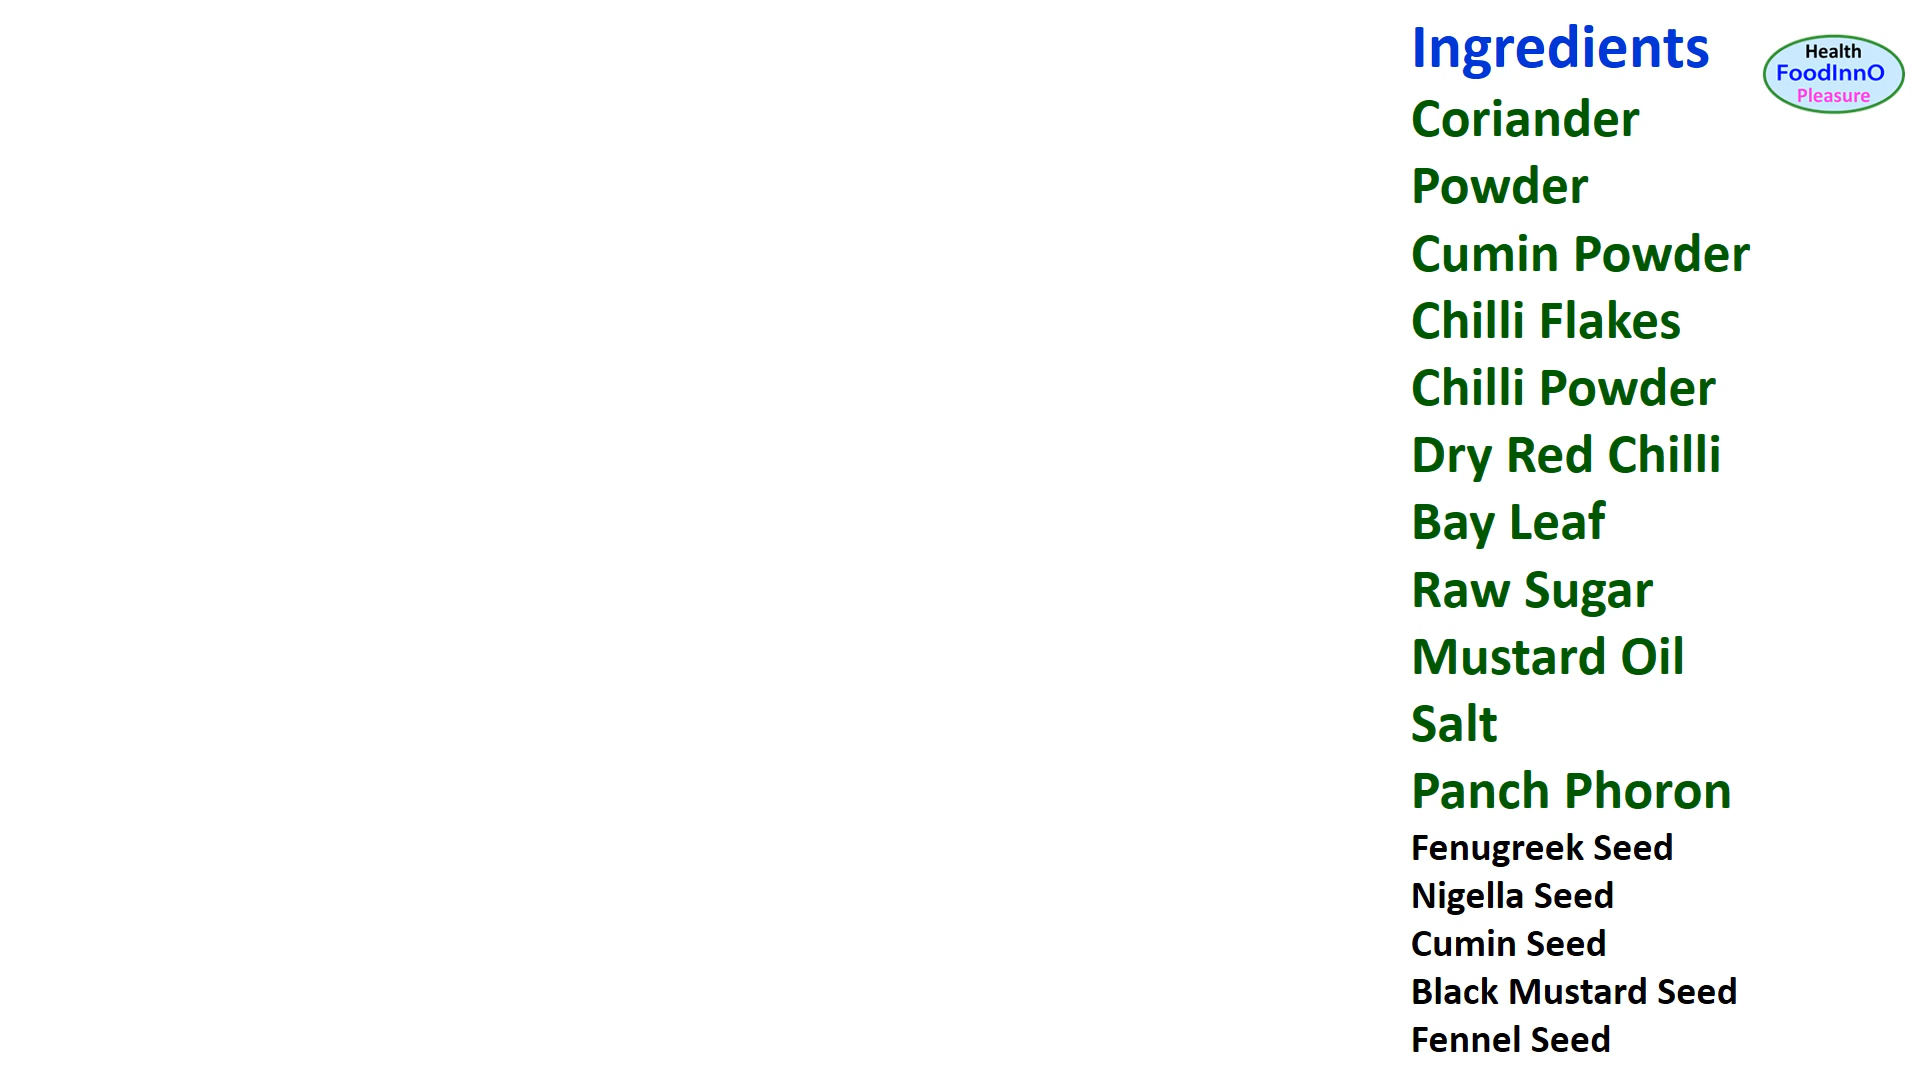 Ingredients
Health
FoodInnO
Pleasure
Coriander
Powder
Cumin Powder
Chilli Flakes
Chilli Powder
Dry Red Chilli
Bay Leaf
Raw Sugar
Mustard Oil
Salt
Panch Phoron
Fenugreek Seed
Nigella Seed
Cumin Seed
Black Mustard Seed
Fennel Seed